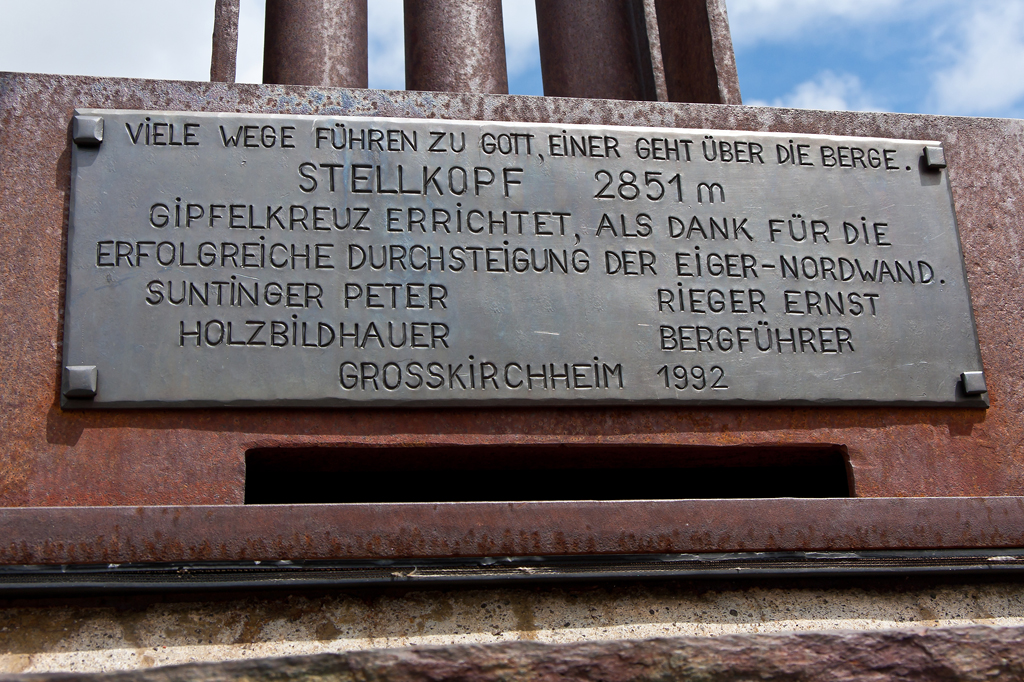 ViELE WEGE FÜHREN ZU GOTT, EiNER GEHT ÜBER DiE BERGE.
STELLKOPF 2851 m
GiPFELKREUZ ERRiCHTET, ALS DANK FÜR DiE
ERFOLGREiCHE DURCHSTEiGUNG DER EiGER-NORDWAND.
SUNTiNGER PETER RiEGER ERNST
HOLZBiLDHAUER BERGFÜHRER
GROSSKiRCHHEiM 1992